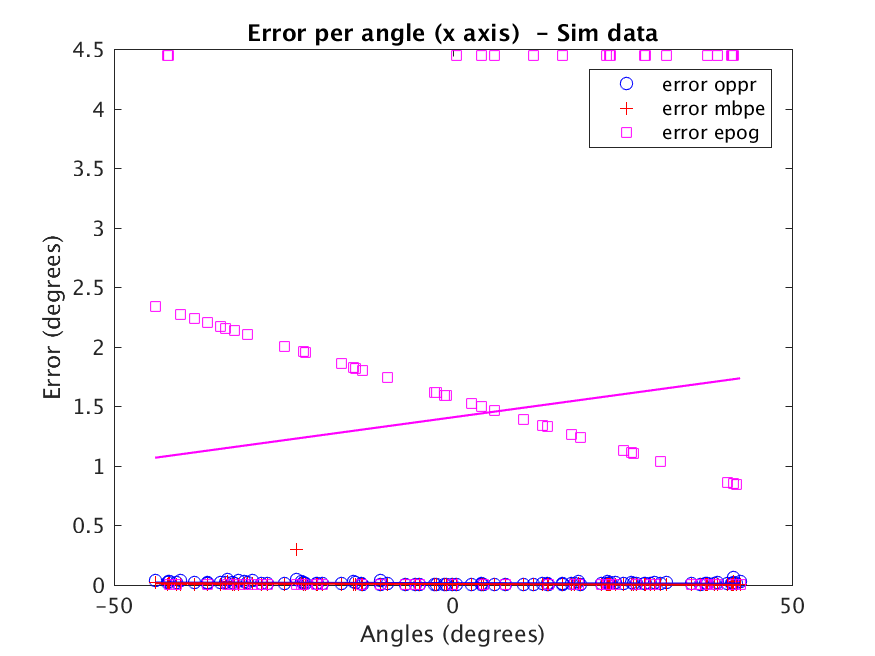 Error per angle (x axis)  - Sim data
4.5
4
3.5
3
2.5
2
1.5
1
0.5
0
Error (degrees)
error oppr
error mbpe
error epog
-50
0
50
Angles (degrees)